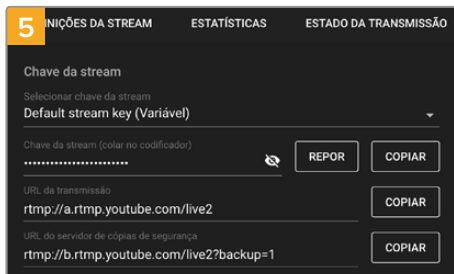 5
INIÇÕES DA STREAM ESTATÍSTICAS ESTADO DA TRANSMISSÃO
Chave da stream
Selecionar chave da stream
Default stream key (Variável)
Chave da stream (colar no codificador)
••••••••••••••••••••••• REPOR COPIAR
URL da transmissão
rtmp://a.rtmp.youtube.com/live2 COPIAR
URL do servidor de cópias de segurança
rtmp://b.rtmp.youtube.com/live2?backup=1 COPIAR